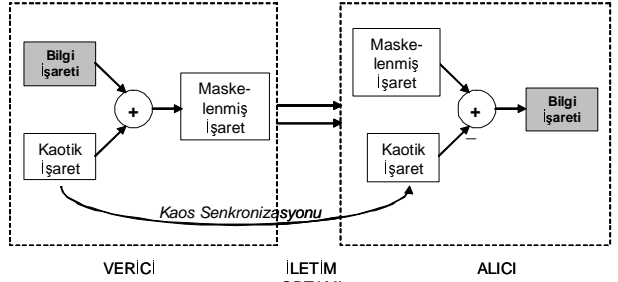 Bilgi
İşareti
+
Kaotik
İşaret
Maske-
lenmiş
İşaret
Kaos Senkronizasyonu
Maske-
lenmiş
İşaret
Kaotik
İşaret
+
−
Bilgi
İşareti
VERİCİ
İLETİM
ALICI